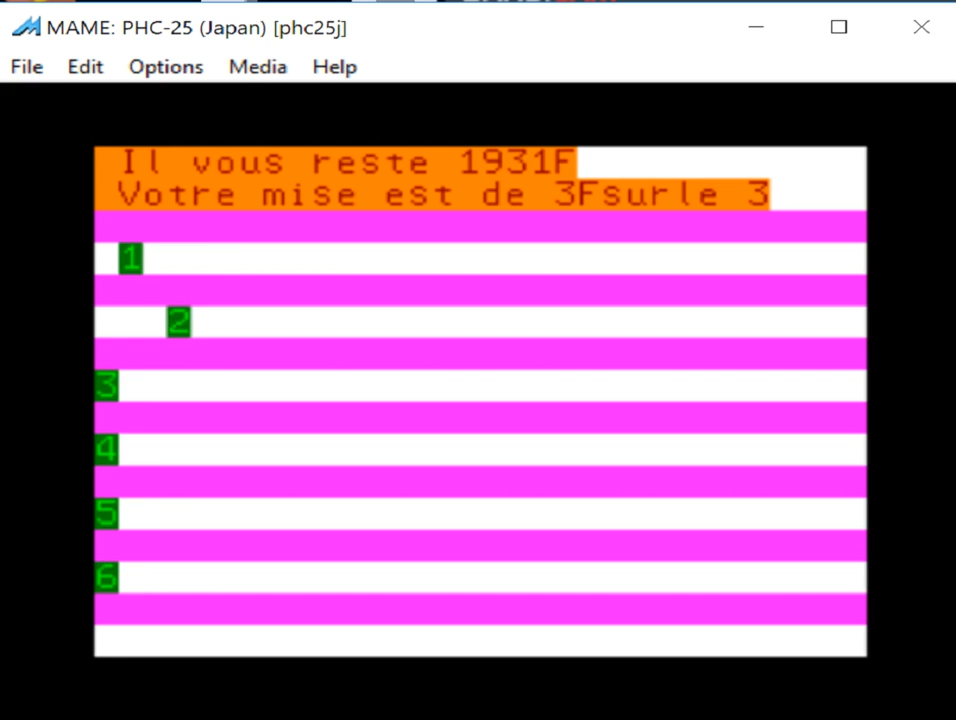 MAME: PHC-25 (Japan) [phc25j]
File Edit Options Media Help
Il vous reste 1931F
Votre mise est de 3Fsurle 3
1
2
3
4
5
6